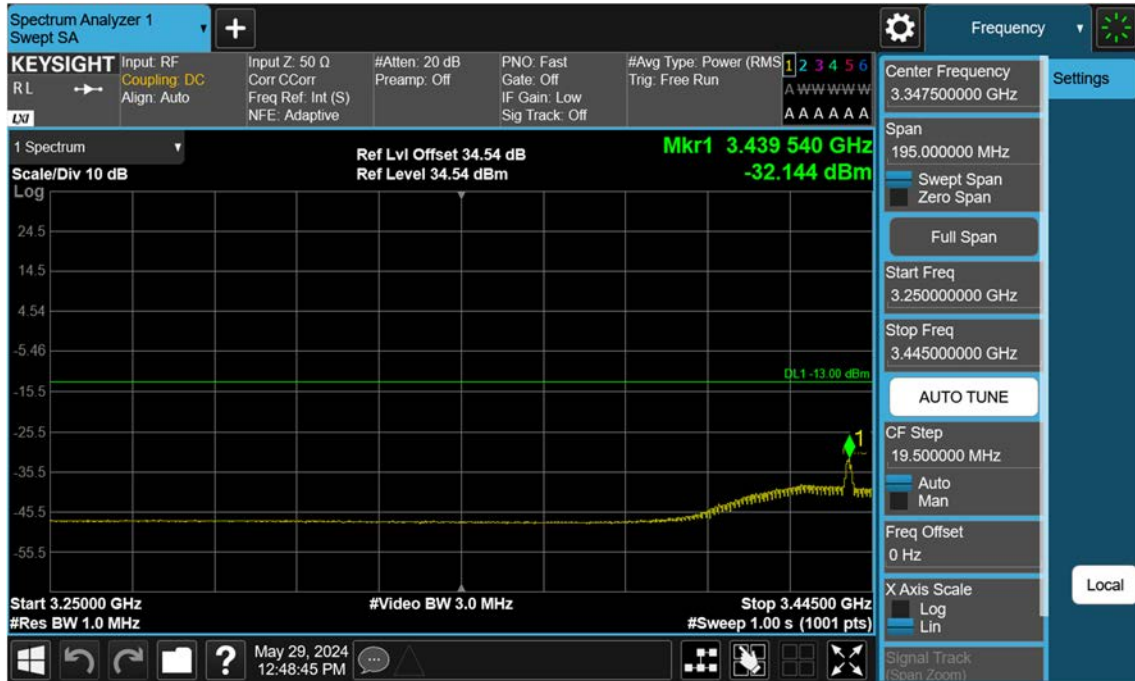 Spectrum Analyzer 1
Swept SA
+
Frequency
KEYSIGHT
RL
LXI
Input: RF
Coupling: DC
Align: Auto
Input Z: 50 Ω
Corr CCorr
Freq Ref: Int (S)
NFE: Adaptive
#Atten: 20 dB
Preamp: Off
PNO: Fast
Gate: Off
IF Gain: Low
Sig Track: Off
#Avg Type: Power (RMS
Trig: Free Run
1 2 3 4 5 6
A W W W W W
A A A A A A
1 Spectrum
Scale/Div 10 dB
Log
Ref Lvl Offset 34.54 dB
Ref Level 34.54 dBm
Mkr1 3.439 540 GHz
-32.144 dBm
24.5
14.5
4.54
-5.46
-15.5
-25.5
-35.5
-45.5
-55.5
DL1 -13.00 dBm
1
Start 3.25000 GHz
#Video BW 3.0 MHz
Stop 3.44500 GHz
#Res BW 1.0 MHz
#Sweep 1.00 s (1001 pts)
?
May 29, 2024
12:48:45 PM
Center Frequency
3.347500000 GHz
Settings
Span
195.000000 MHz
Swept Span
Zero Span
Full Span
Start Freq
3.250000000 GHz
Stop Freq
3.445000000 GHz
AUTO TUNE
CF Step
19.500000 MHz
Auto
Man
Freq Offset
0 Hz
X Axis Scale
Log
Lin
Local
Signal Track
(Span Zoom)